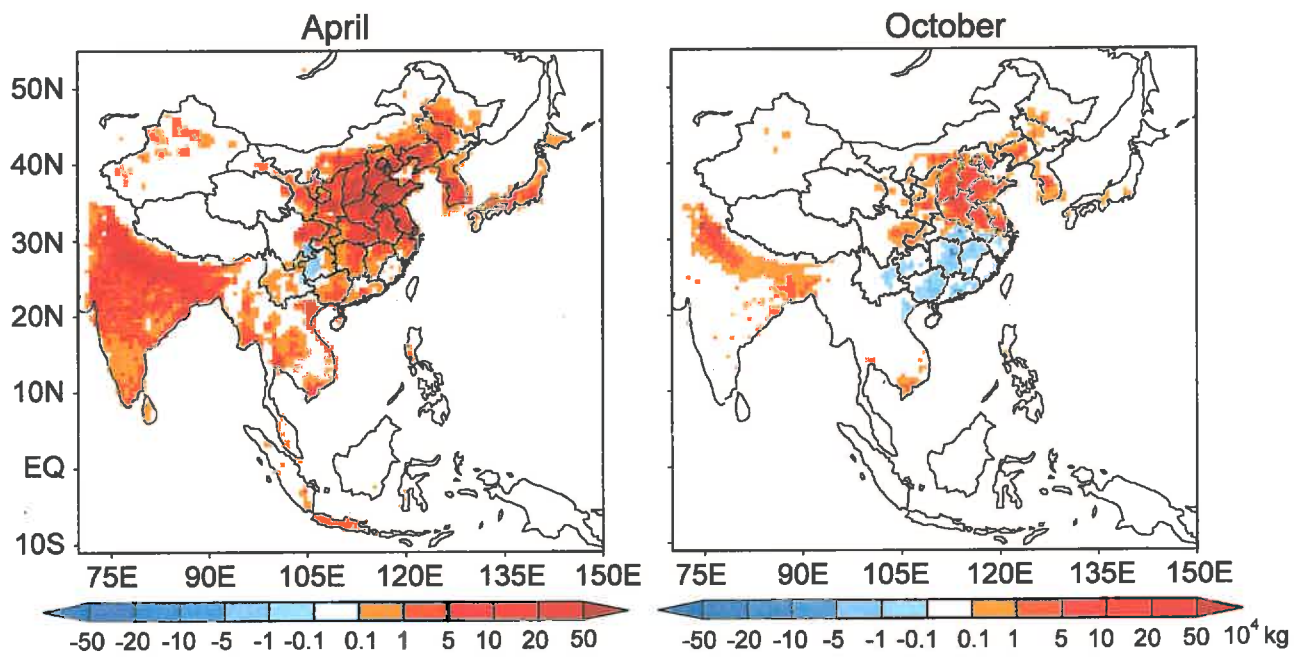 April
October
50N
40N
30N
20N
10N
EQ
10S
75E 90E 105E 120E 135E 150E
75E 90E 105E 120E 135E 150E
-50 -20 -10 -5 -1 -0.1 0.1 1 5 10 20 50
-50 -20 -10 -5 -1 -0.1 0.1 1 5 10 20 50 10⁴ kg